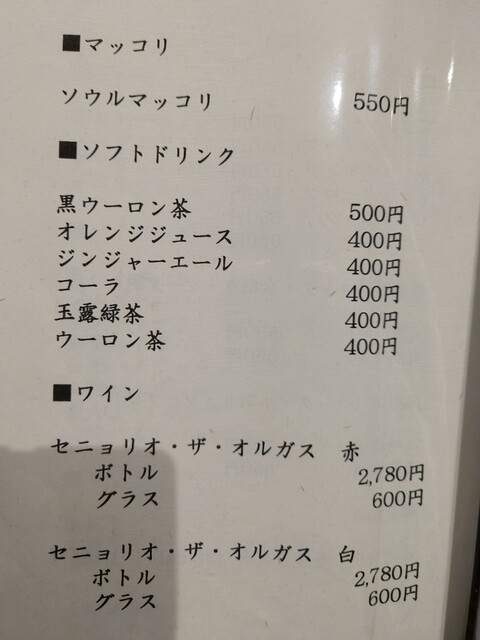 ■マッコリ
ソウルマッコリ 550円
■ソフトドリンク
黒ウーロン茶 500円
オレンジジュース 400円
ジンジャーエール 400円
コーラ 400円
玉露緑茶 400円
ウーロン茶 400円
■ワイン
セニョリオ・ザ・オルガス 赤
ボトル 2,780円
グラス 600円
セニョリオ・ザ・オルガス 白
ボトル 2,780円
グラス 600円